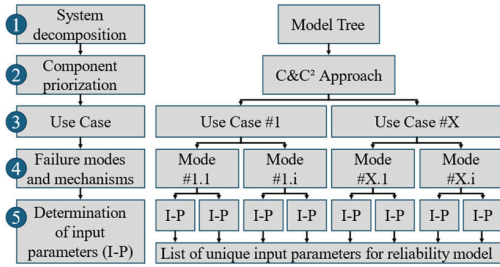 1
System
decomposition
Model Tree
2
Component
priorization
C&C² Approach
3
Use Case
Use Case #1
Use Case #X
4
Failure modes
and mechanisms
Mode
#1.1
Mode
#1.i
Mode
#X.1
Mode
#X.i
5
Determination
of input
parameters (I-P)
I-P
I-P
I-P
I-P
I-P
I-P
I-P
I-P
List of unique input parameters for reliability model